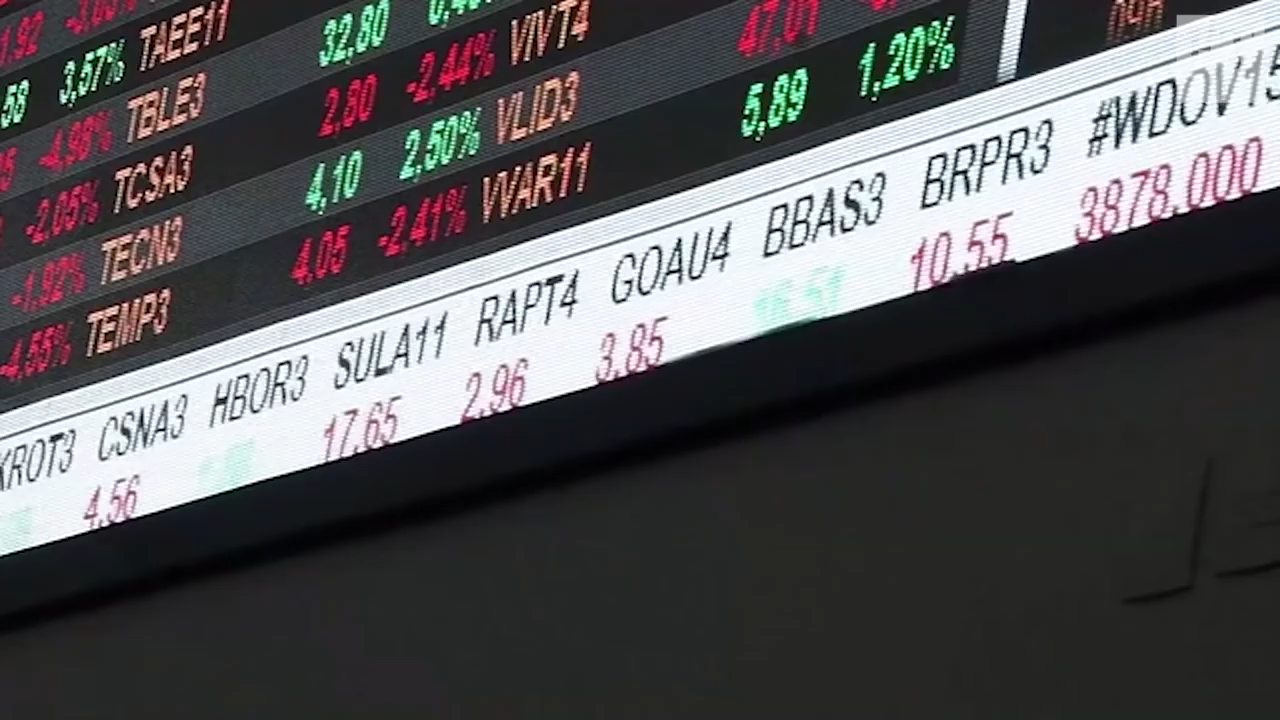 58 3,57% TAEE11
-4,98% TBLE3 32,80
-2,05% TCSA3 2,80 -2,44% VIVT4
-1,92% TECN3 4,10 2,50% VLID3 47,01
-4,55% TEMP3 4,05 -2,41% VVAR11 5,89 1,20%
KROT3 CSNA3 HBOR3 SULA11 RAPT4 GOAU4 BBAS3 BRPR3 #WDOV15
4.56 17.65 2.96 3.85 10.55 3878.000